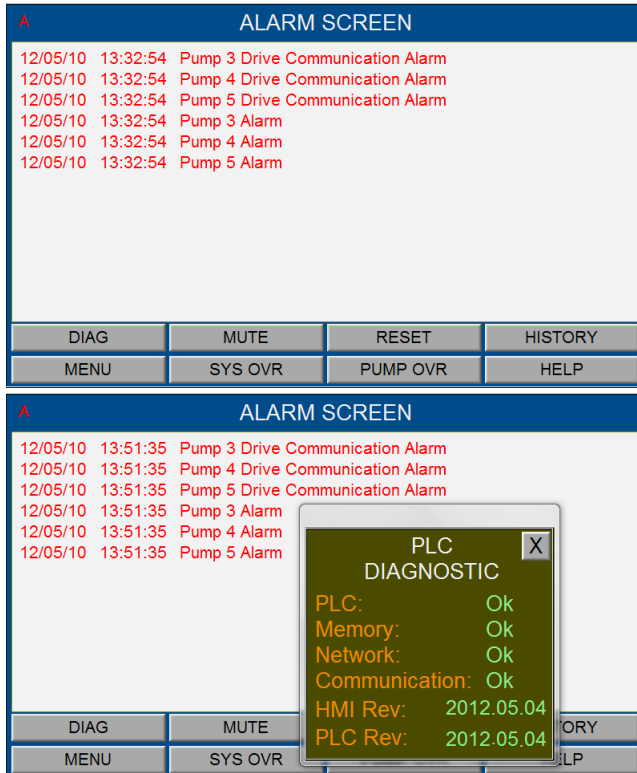 A ALARM SCREEN
12/05/10 13:32:54 Pump 3 Drive Communication Alarm
12/05/10 13:32:54 Pump 4 Drive Communication Alarm
12/05/10 13:32:54 Pump 5 Drive Communication Alarm
12/05/10 13:32:54 Pump 3 Alarm
12/05/10 13:32:54 Pump 4 Alarm
12/05/10 13:32:54 Pump 5 Alarm
DIAG MUTE RESET HISTORY
MENU SYS OVR PUMP OVR HELP
A ALARM SCREEN
12/05/10 13:51:35 Pump 3 Drive Communication Alarm
12/05/10 13:51:35 Pump 4 Drive Communication Alarm
12/05/10 13:51:35 Pump 5 Drive Communication Alarm
12/05/10 13:51:35 Pump 3 Alarm
12/05/10 13:51:35 Pump 4 Alarm
12/05/10 13:51:35 Pump 5 Alarm
PLC X
DIAGNOSTIC
PLC: Ok
Memory: Ok
Network: Ok
Communication: Ok
HMI Rev: 2012.05.04
PLC Rev: 2012.05.04
DIAG MUTE TORY
MENU SYS OVR ELP